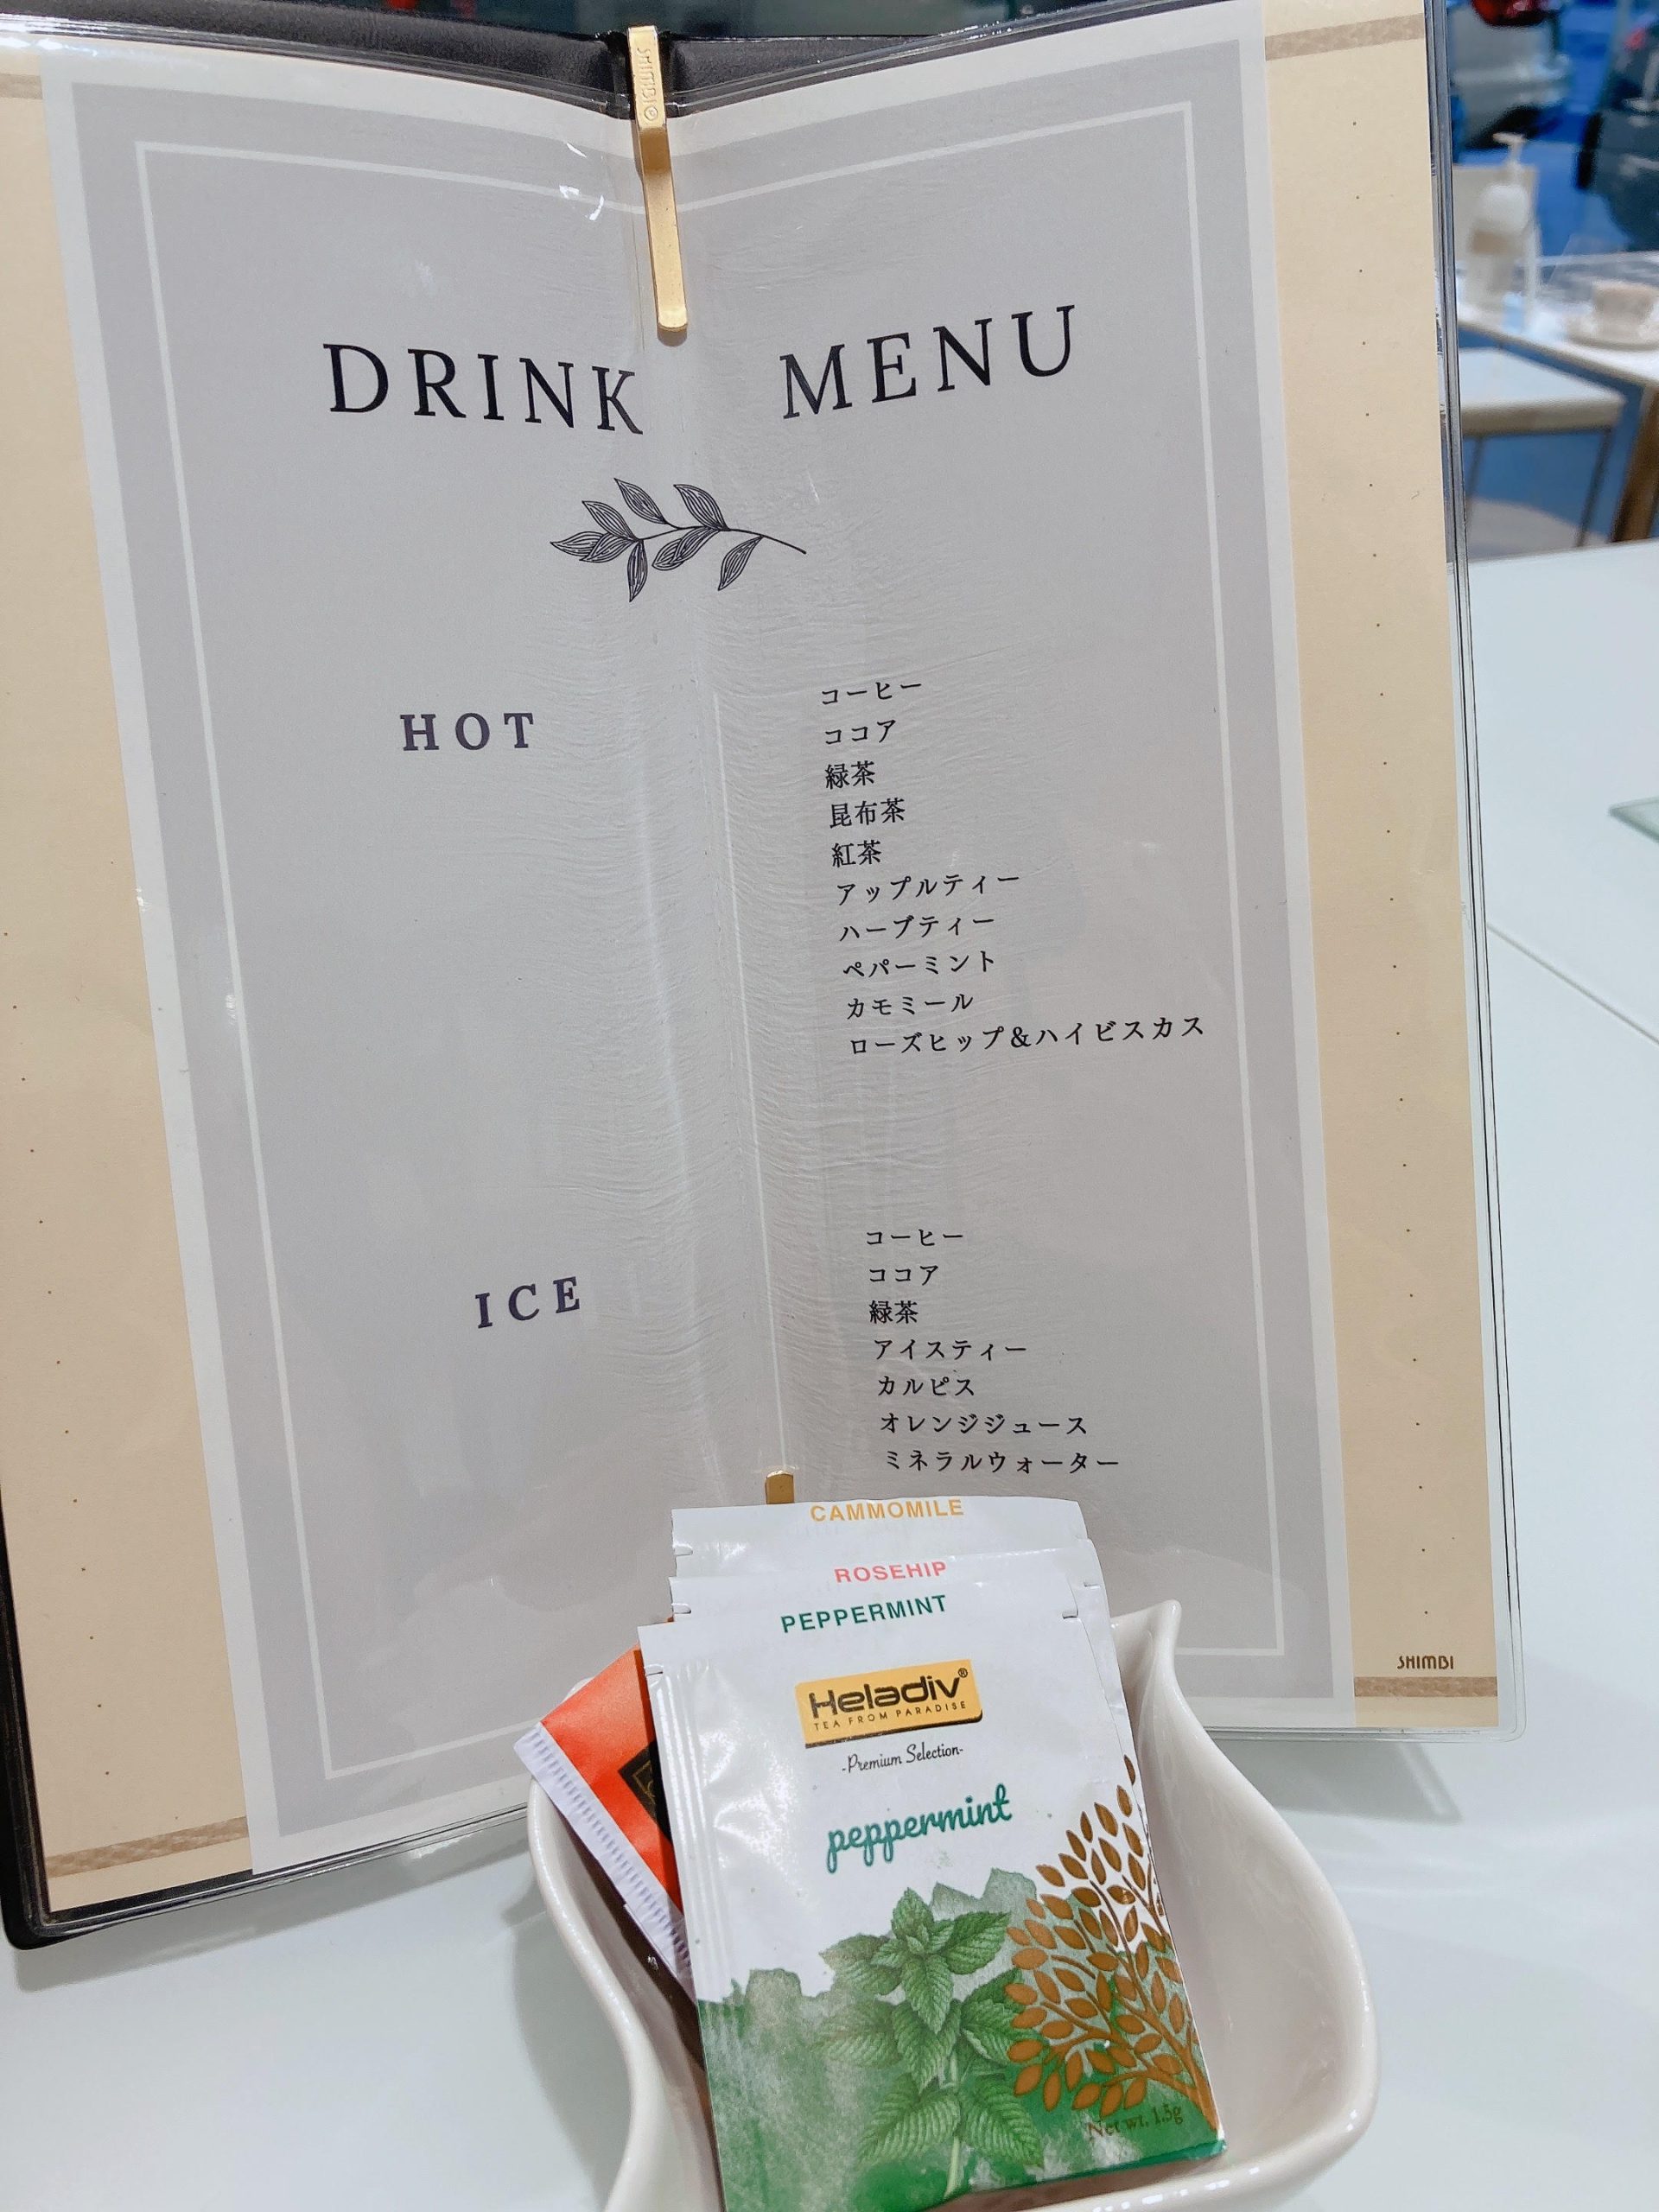 SHIMBI©
DRINK MENU
HOT
コーヒー
ココア
緑茶
昆布茶
紅茶
アップルティー
ハーブティー
ペパーミント
カモミール
ローズヒップ&ハイビスカス
ICE
コーヒー
ココア
緑茶
アイスティー
カルピス
オレンジジュース
ミネラルウォーター
SHIMBI
CAMMOMILE
ROSEHIP
PEPPERMINT
Heladiv®
TEA FROM PARADISE
-Premium Selection-
peppermint
Net wt. 1.5g